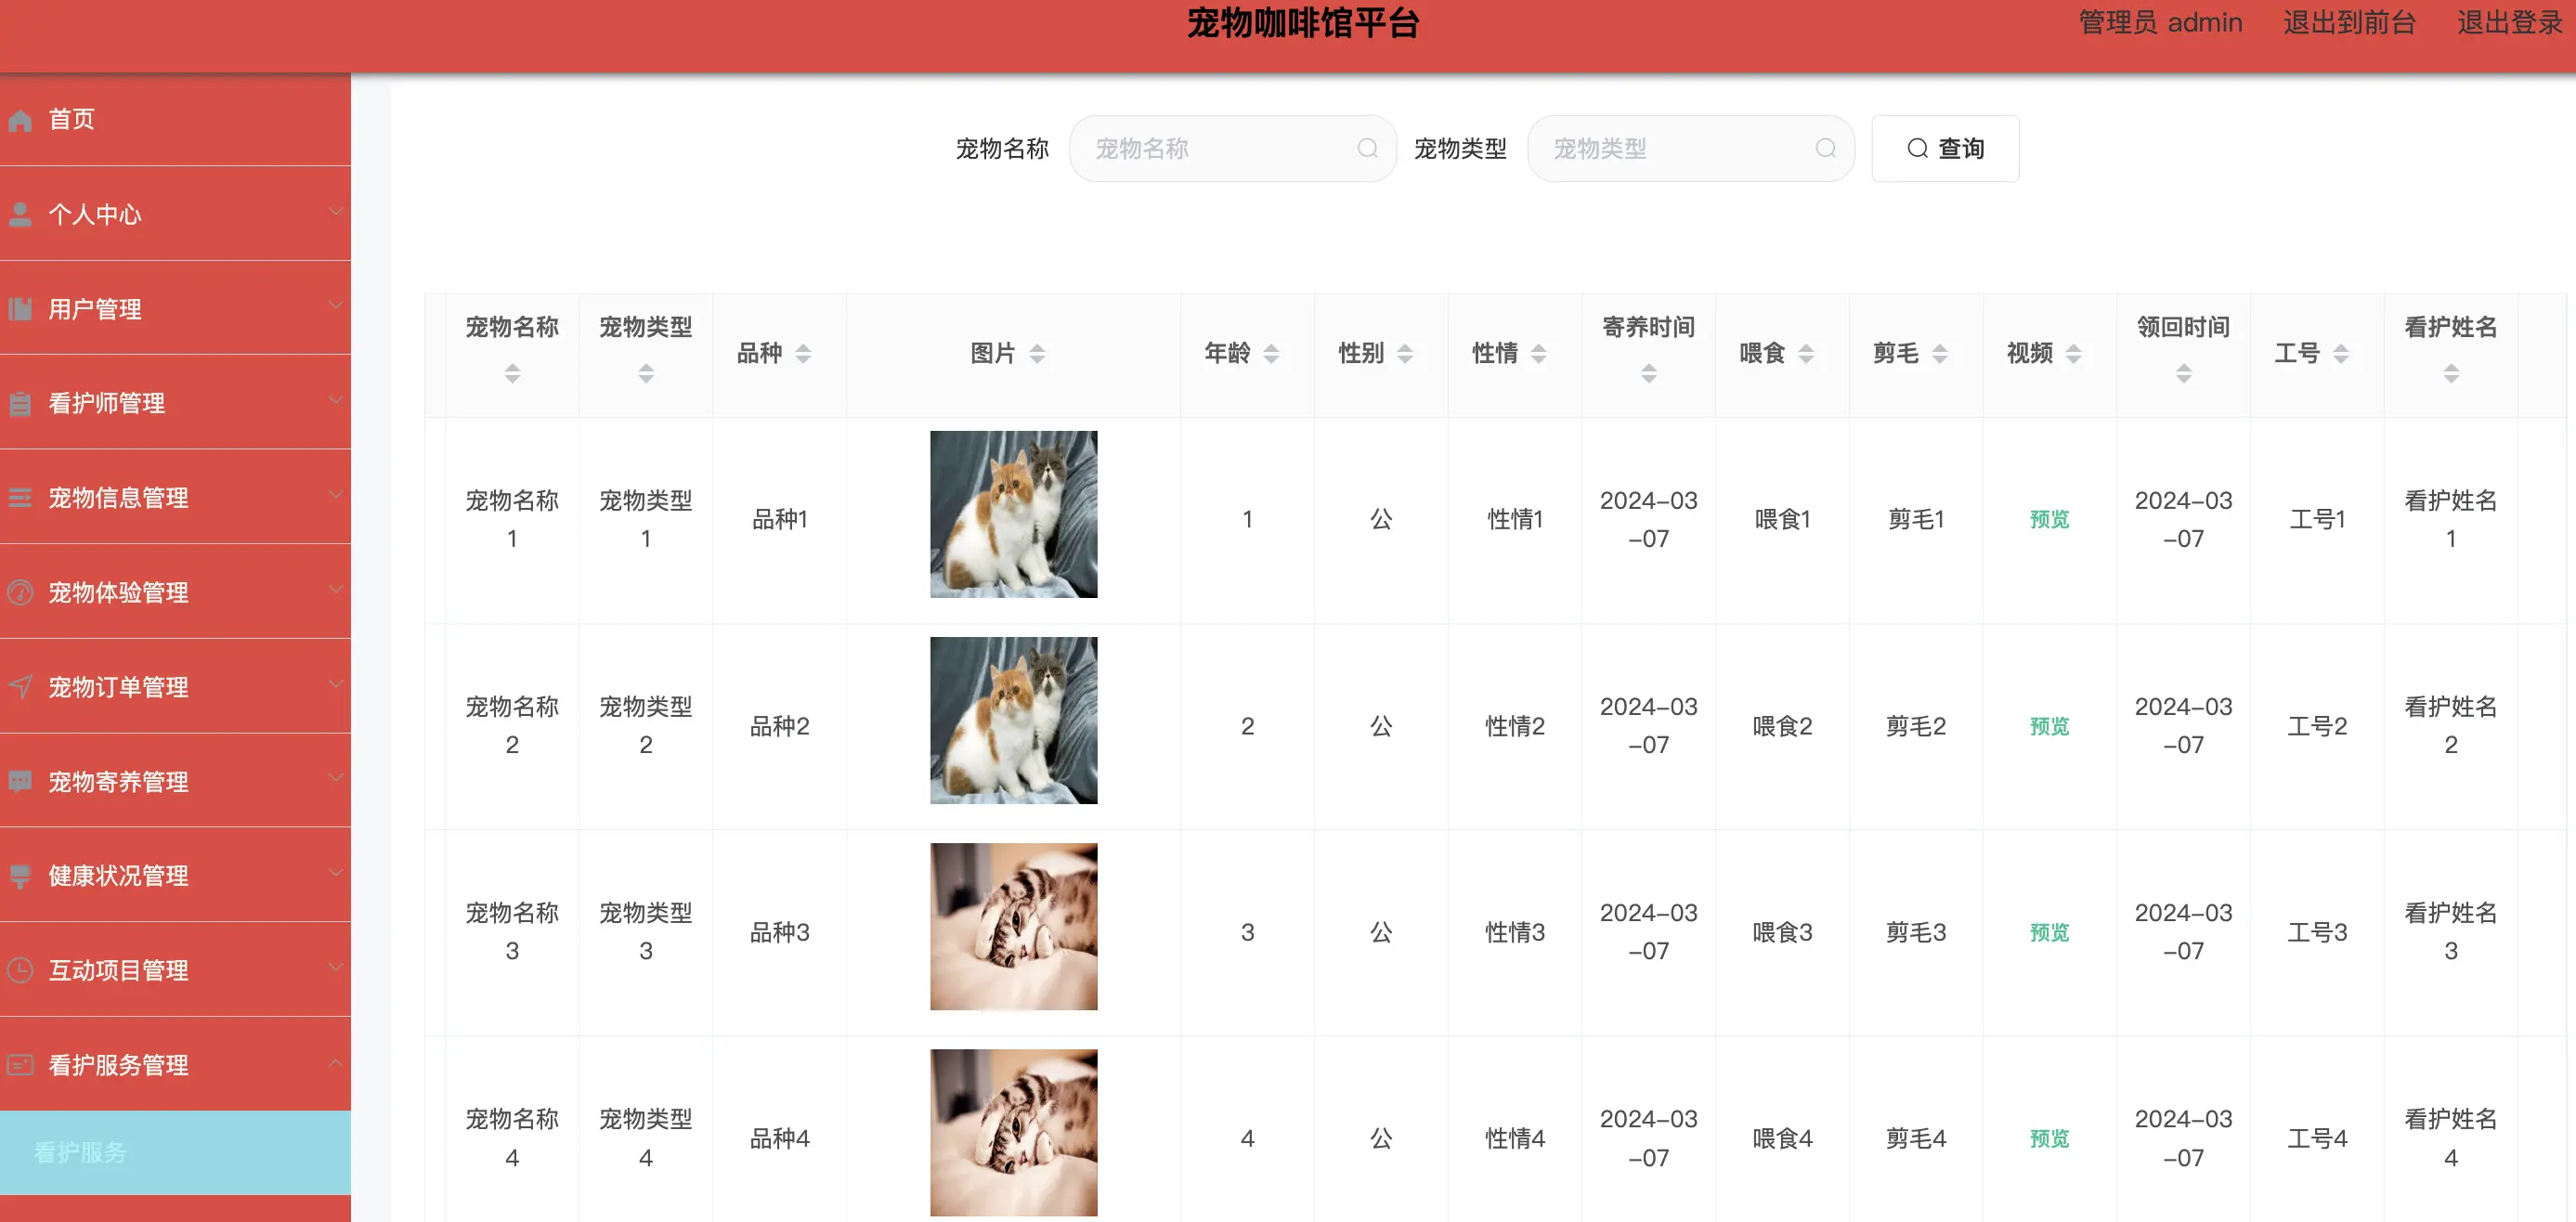 宠物咖啡馆平台
管理员 admin 退出到前台 退出登录
首页
个人中心
用户管理
看护师管理
宠物信息管理
宠物体验管理
宠物订单管理
宠物寄养管理
健康状况管理
互动项目管理
看护服务管理
看护服务
宠物名称 宠物名称 宠物类型 宠物类型 查询
宠物名称 宠物类型 品种 图片 年龄 性别 性情 寄养时间 喂食 剪毛 视频 领回时间 工号 看护姓名
宠物名称1 宠物类型1 品种1 1 公 性情1 2024-03-07 喂食1 剪毛1 预览 2024-03-07 工号1 看护姓名1
宠物名称2 宠物类型2 品种2 2 公 性情2 2024-03-07 喂食2 剪毛2 预览 2024-03-07 工号2 看护姓名2
宠物名称3 宠物类型3 品种3 3 公 性情3 2024-03-07 喂食3 剪毛3 预览 2024-03-07 工号3 看护姓名3
宠物名称4 宠物类型4 品种4 4 公 性情4 2024-03-07 喂食4 剪毛4 预览 2024-03-07 工号4 看护姓名4